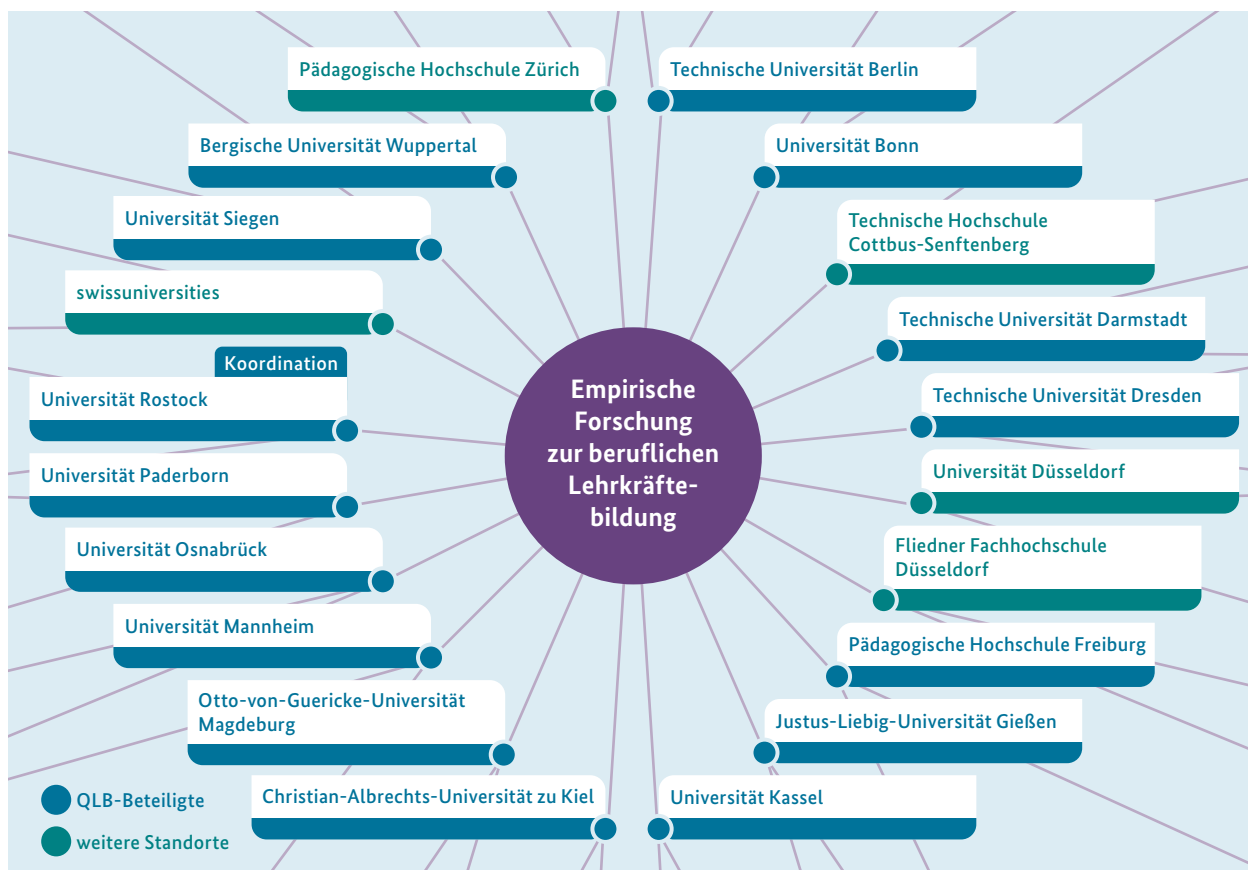 Pädagogische Hochschule Zürich
Technische Universität Berlin
Bergische Universität Wuppertal
Universität Bonn
Universität Siegen
Technische Hochschule
Cottbus-Senftenberg
swissuniversities
Technische Universität Darmstadt
Koordination
Universität Rostock
Technische Universität Dresden
Empirische
Forschung
zur beruflichen
Lehrkräfte-
bildung
Universität Paderborn
Universität Düsseldorf
Universität Osnabrück
Fliedner Fachhochschule
Düsseldorf
Universität Mannheim
Pädagogische Hochschule Freiburg
Otto-von-Guericke-Universität
Magdeburg
Justus-Liebig-Universität Gießen
Christian-Albrechts-Universität zu Kiel
Universität Kassel
QLB-Beteiligte
weitere Standorte